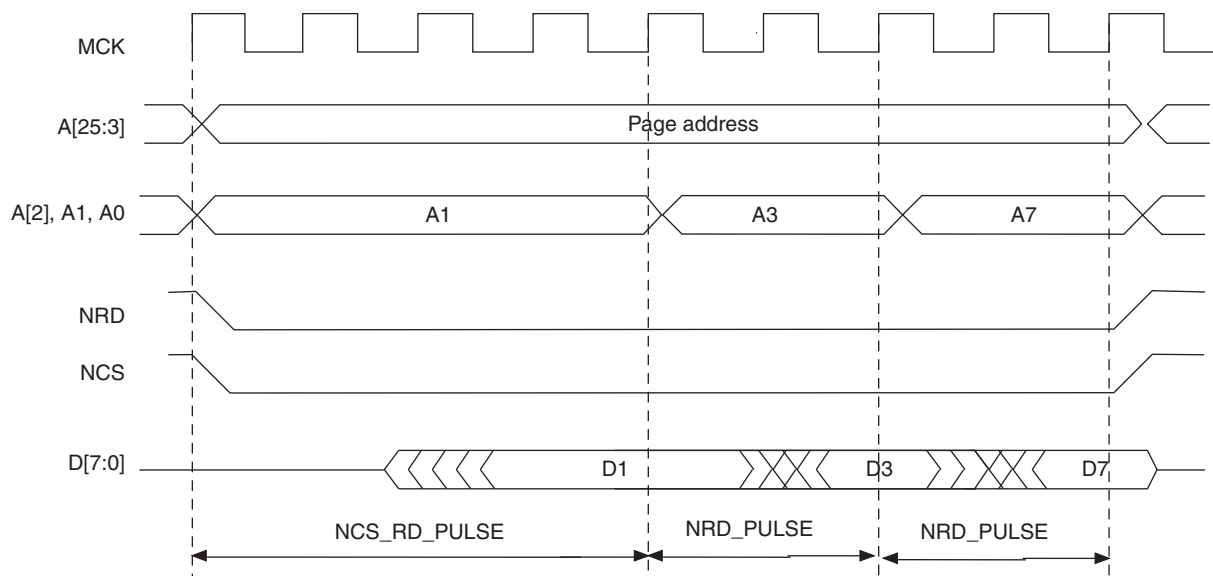 MCK
A[25:3]
Page address
A[2], A1, A0
A1
A3
A7
NRD
NCS
D[7:0]
D1
D3
D7
NCS_RD_PULSE
NRD_PULSE
NRD_PULSE